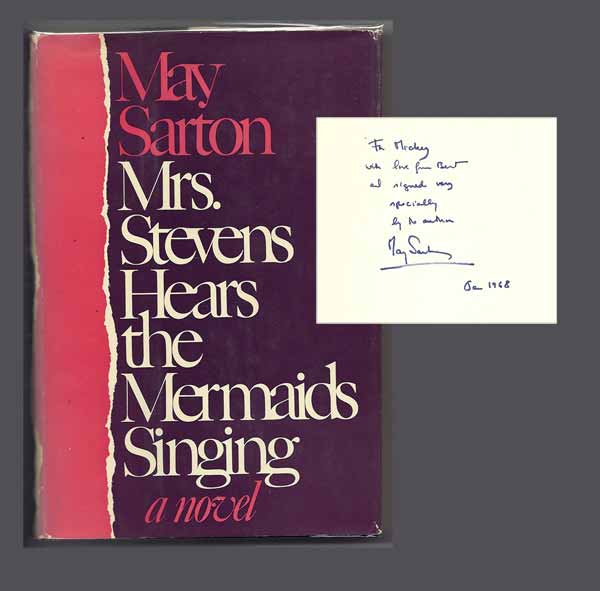 May
Sarton
Mrs.
Stevens
Hears
the
Mermaids
Singing
a novel
For Mickey
with love from Bert
and signed very
specially
by the author
May Sarton
Dec 1968